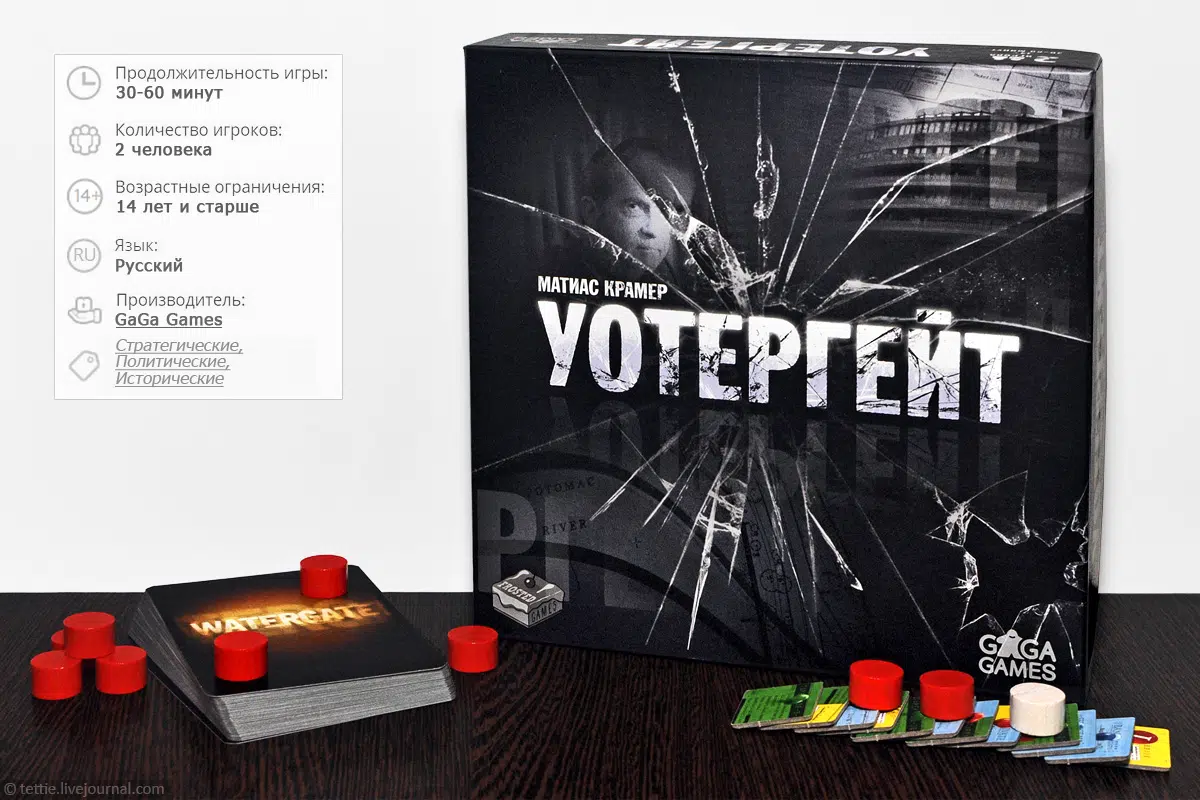 Продолжительность игры:
30-60 минут
Количество игроков:
2 человека
14+
Возрастные ограничения:
14 лет и старше
RU
Язык:
Русский
Производитель:
GaGa Games
Стратегические,
Политические,
Исторические
УОТЕРГЕЙТ
МАТИАС КРАМЕР
УОТЕРГЕЙТ
POTOMAC
RIVER
FROSTED
GAMES
GAGA
GAMES
WATERGATE
© tettie.livejournal.com